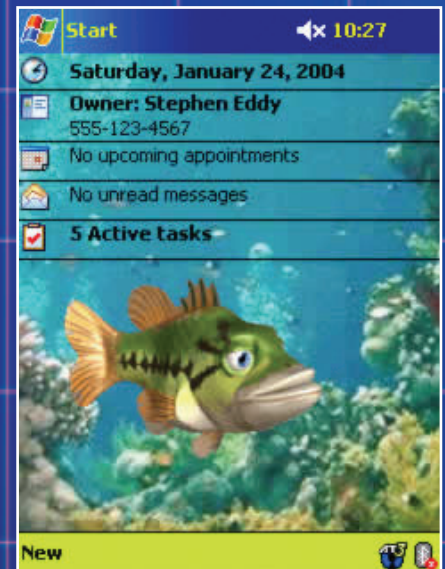 Start 10:27
Saturday, January 24, 2004
Owner: Stephen Eddy
555-123-4567
No upcoming appointments
No unread messages
5 Active tasks
New